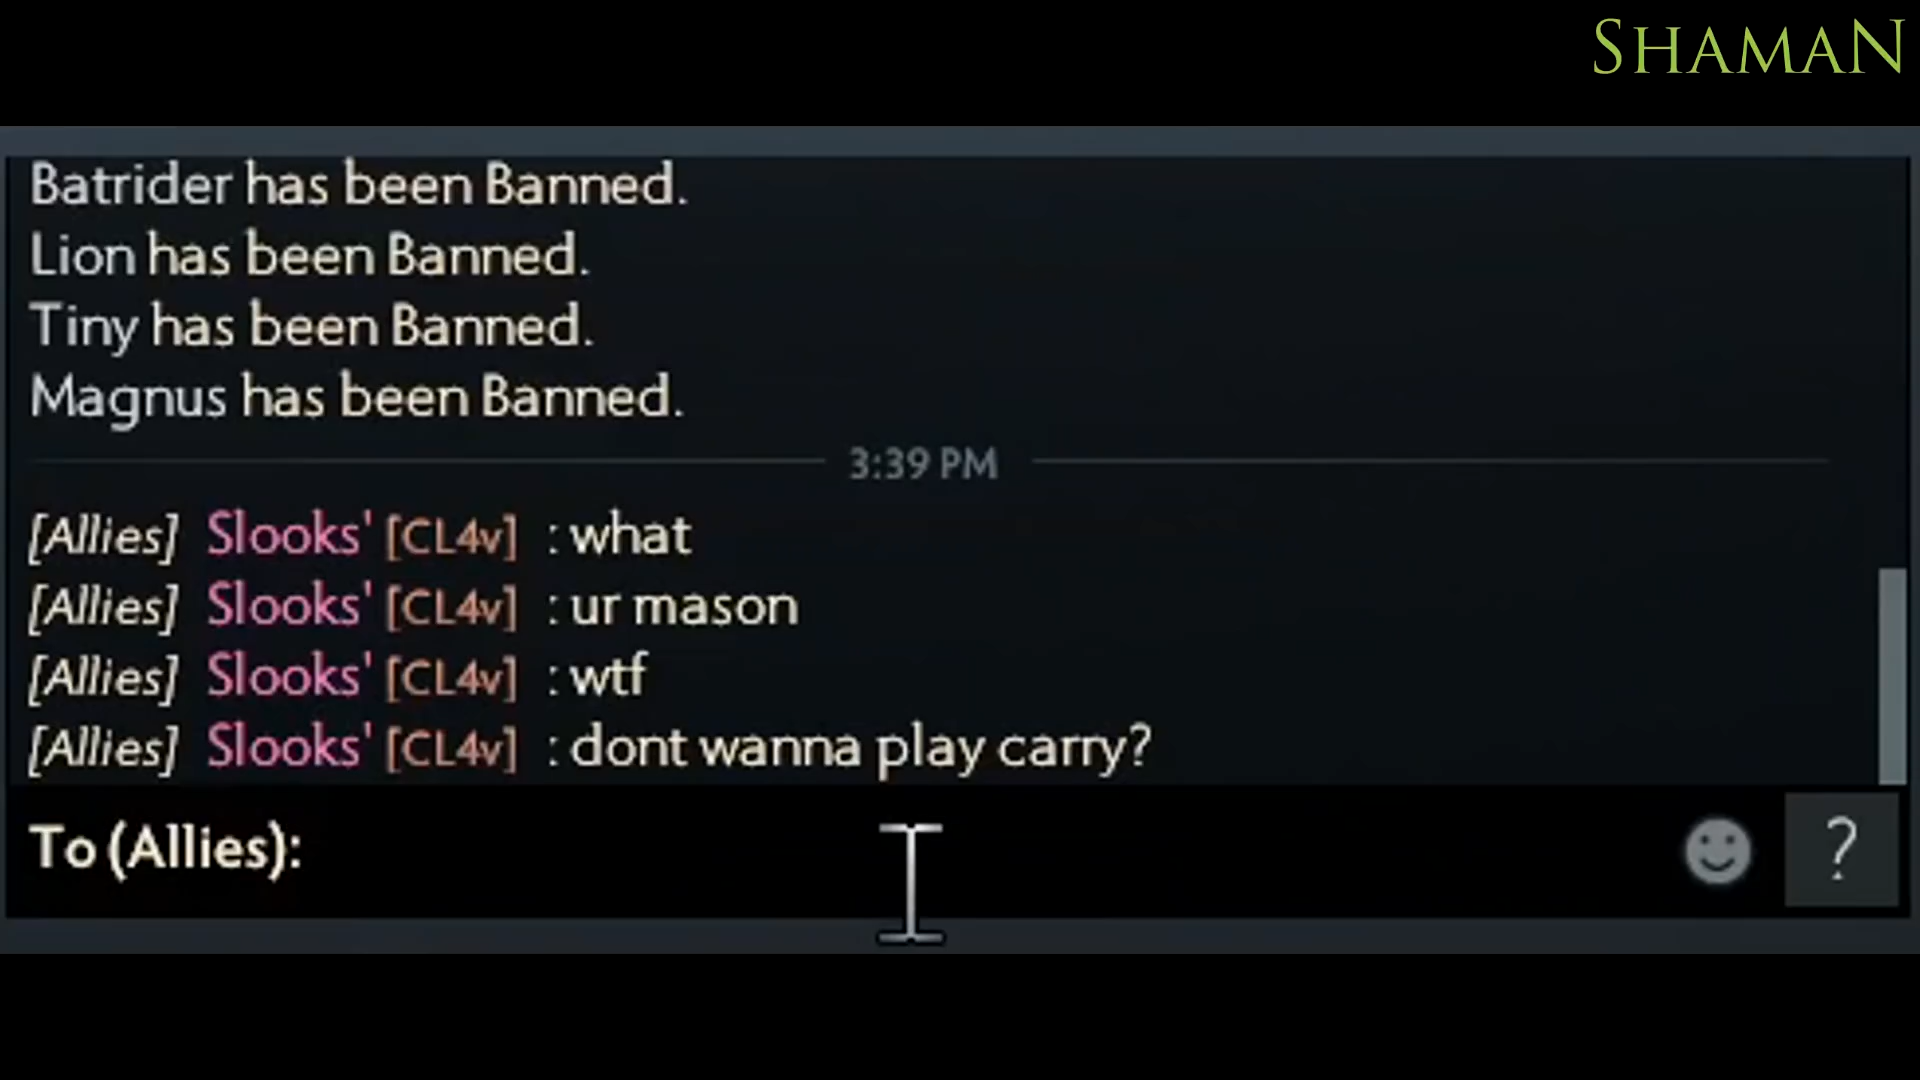 SHAMAN
Batrider has been Banned.
Lion has been Banned.
Tiny has been Banned.
Magnus has been Banned.
3:39 PM
[Allies] Slooks' [CL4v] : what
[Allies] Slooks' [CL4v] : ur mason
[Allies] Slooks' [CL4v] : wtf
[Allies] Slooks' [CL4v] : dont wanna play carry?
To (Allies):
?